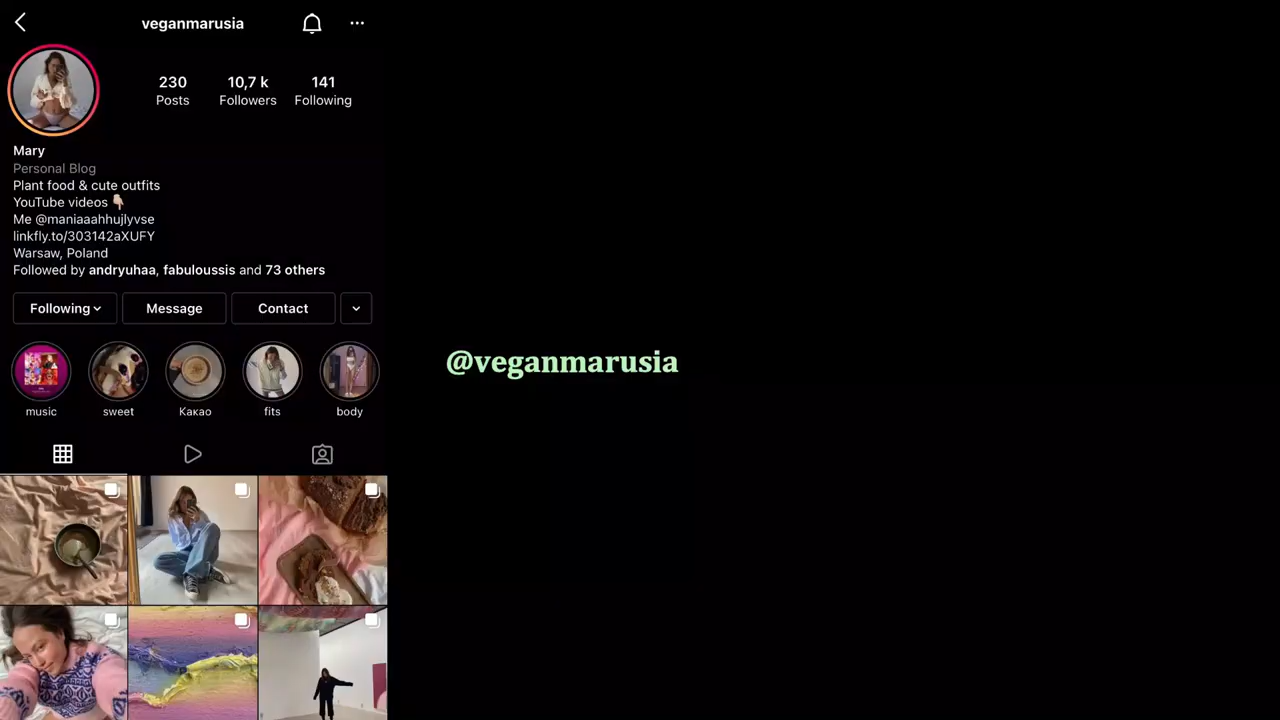 veganmarusia
230 10,7 k 141
Posts Followers Following
Mary
Personal Blog
Plant food & cute outfits
YouTube videos 👇🏻
Me @maniaaahhujlyvse
linkfly.to/303142aXUFY
Warsaw, Poland
Followed by andryuhaa, fabuloussis and 73 others
Following Message Contact
@veganmarusia
music sweet Какао fits body